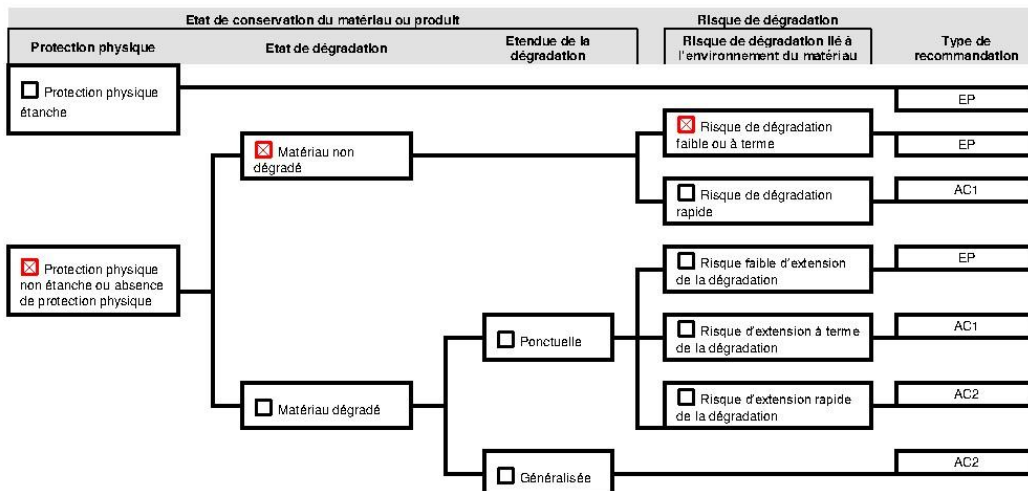 Etat de conservation du matériau ou produit
Risque de dégradation
Protection physique
Etat de dégradation
Etendue de la
dégradation
Risque de dégradation lié à
l'environnement du matériau
Type de
recommandation
Protection physique
étanche
EP
Matériau non
dégradé
Risque de dégradation
faible ou à terme
EP
Risque de dégradation
rapide
AC1
Protection physique
non étanche ou absence
de protection physique
Risque faible d'extension
de la dégradation
EP
Ponctuelle
Risque d'extension à terme
de la dégradation
AC1
Matériau dégradé
Risque d'extension rapide
de la dégradation
AC2
Généralisée
AC2